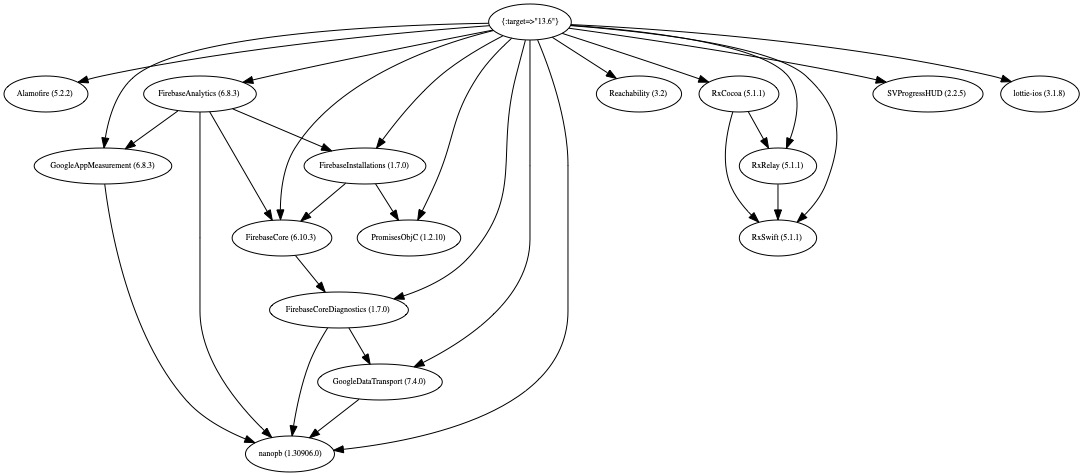 {:target=>"13.6"}
Alamofire (5.2.2)
FirebaseAnalytics (6.8.3)
Reachability (3.2)
RxCocoa (5.1.1)
SVProgressHUD (2.2.5)
lottie-ios (3.1.8)
GoogleAppMeasurement (6.8.3)
FirebaseInstallations (1.7.0)
RxRelay (5.1.1)
FirebaseCore (6.10.3)
PromisesObjC (1.2.10)
RxSwift (5.1.1)
FirebaseCoreDiagnostics (1.7.0)
GoogleDataTransport (7.4.0)
nanopb (1.30906.0)